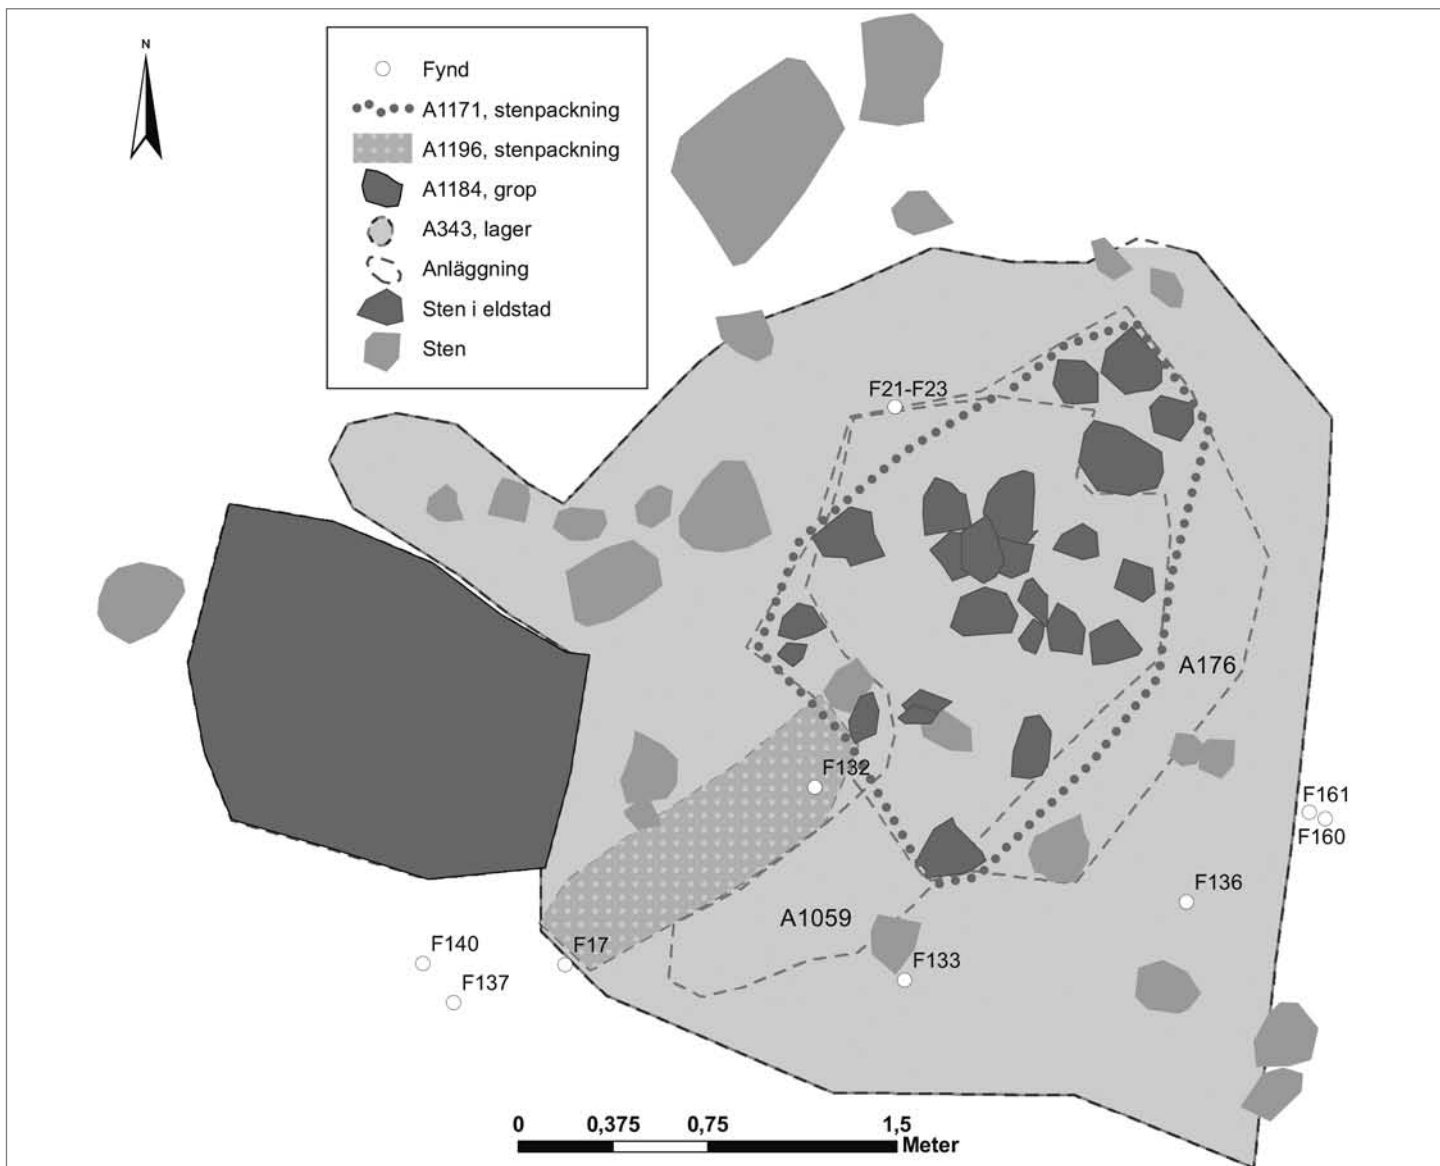 N
Fynd
A1171, stenpackning
A1196, stenpackning
A1184, grop
A343, lager
Anläggning
Sten i eldstad
Sten
F21-F23
A176
F132
F161
F160
F136
A1059
F140
F17
F133
F137
0 0,375 0,75 1,5
Meter